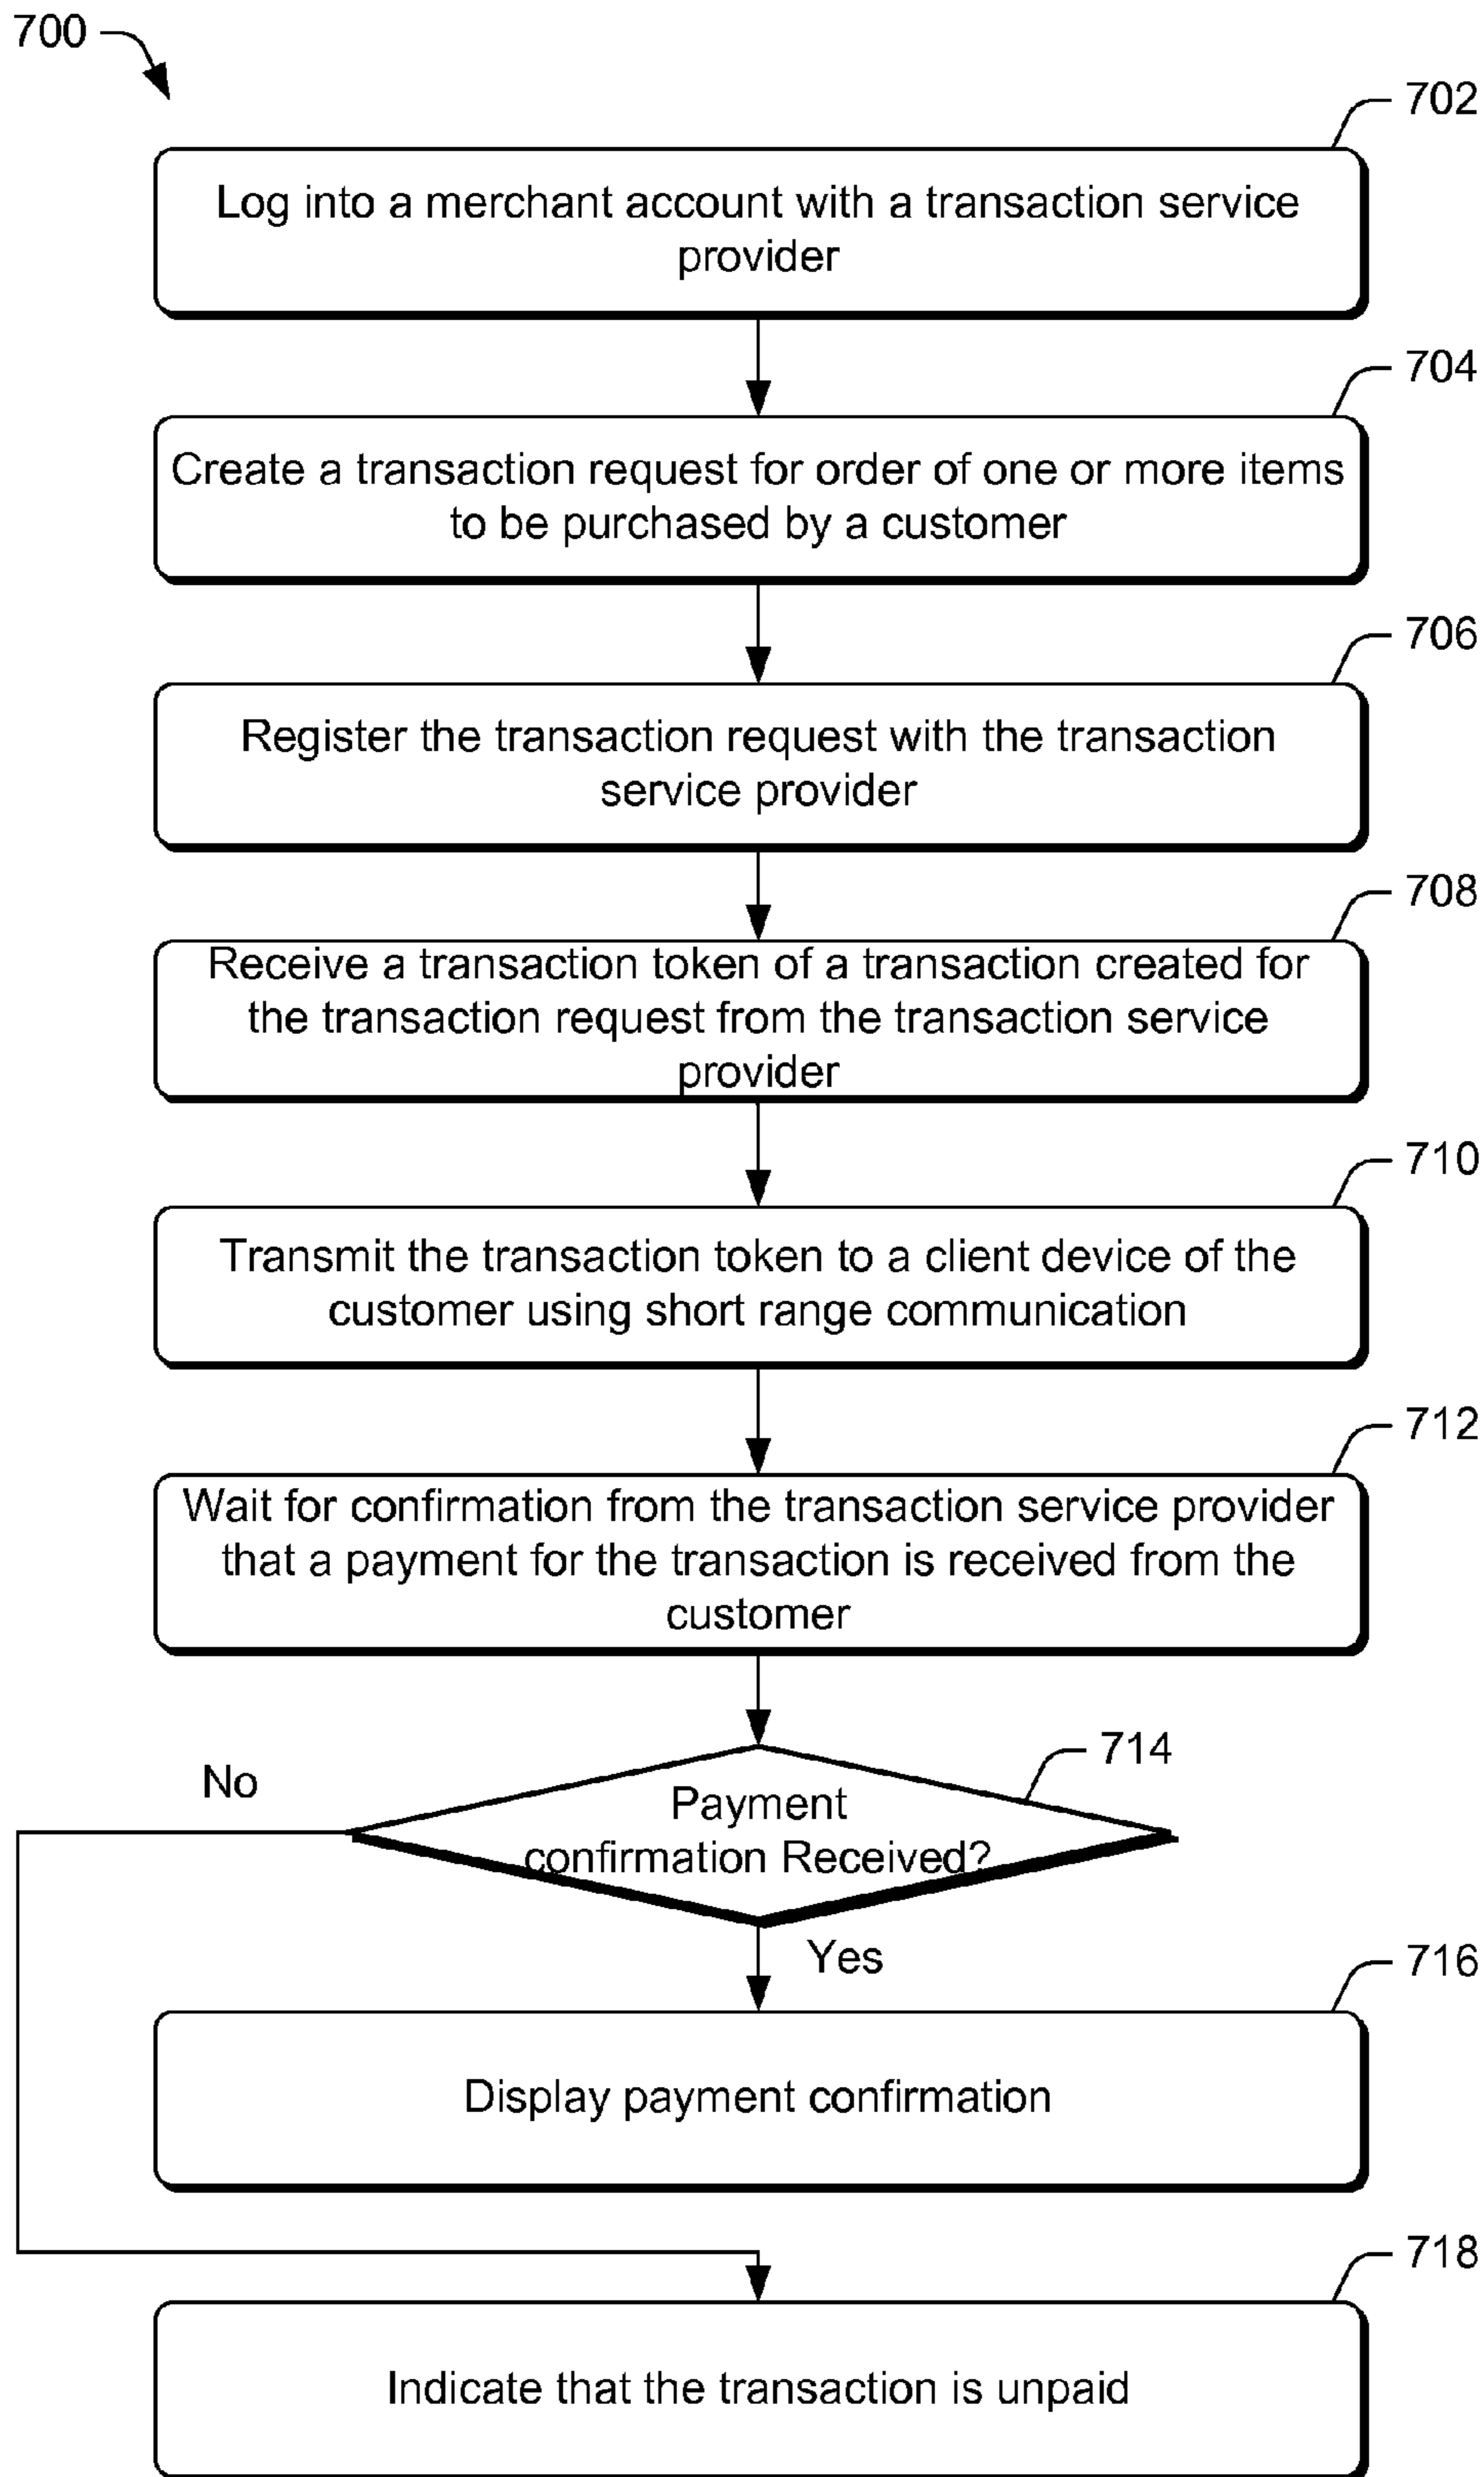 700
702
Log into a merchant account with a transaction service
provider
704
Create a transaction request for order of one or more items
to be purchased by a customer
706
Register the transaction request with the transaction
service provider
708
Receive a transaction token of a transaction created for
the transaction request from the transaction service
provider
710
Transmit the transaction token to a client device of the
customer using short range communication
712
Wait for confirmation from the transaction service provider
that a payment for the transaction is received from the
customer
714
No
Payment
confirmation Received?
Yes
716
Display payment confirmation
718
Indicate that the transaction is unpaid